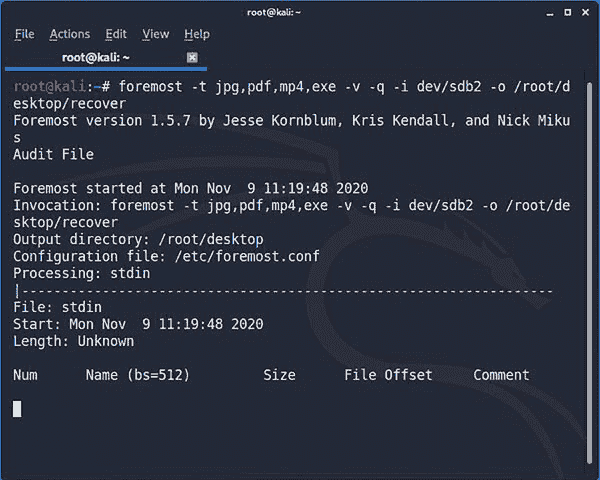 root@kali: ~
File Actions Edit View Help
root@kali: ~
root@kali:~# foremost -t jpg,pdf,mp4,exe -v -q -i dev/sdb2 -o /root/d
esktop/recover
Foremost version 1.5.7 by Jesse Kornblum, Kris Kendall, and Nick Miku
s
Audit File
Foremost started at Mon Nov  9 11:19:48 2020
Invocation: foremost -t jpg,pdf,mp4,exe -v -q -i dev/sdb2 -o /root/de
sktop/recover
Output directory: /root/desktop
Configuration file: /etc/foremost.conf
Processing: stdin
|------------------------------------------------------------------
File: stdin
Start: Mon Nov  9 11:19:48 2020
Length: Unknown
Num      Name (bs=512)         Size      File Offset     Comment